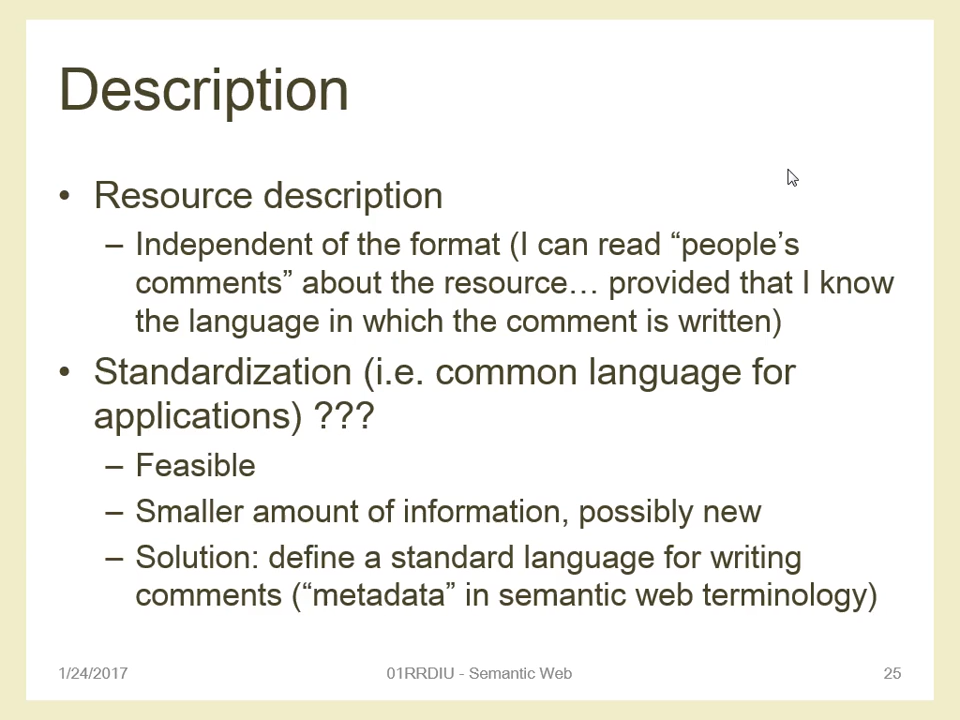 Description
• Resource description
– Independent of the format (I can read “people’s
comments” about the resource… provided that I know
the language in which the comment is written)
• Standardization (i.e. common language for
applications) ???
– Feasible
– Smaller amount of information, possibly new
– Solution: define a standard language for writing
comments (“metadata” in semantic web terminology)
1/24/2017 01RRDIU - Semantic Web 25